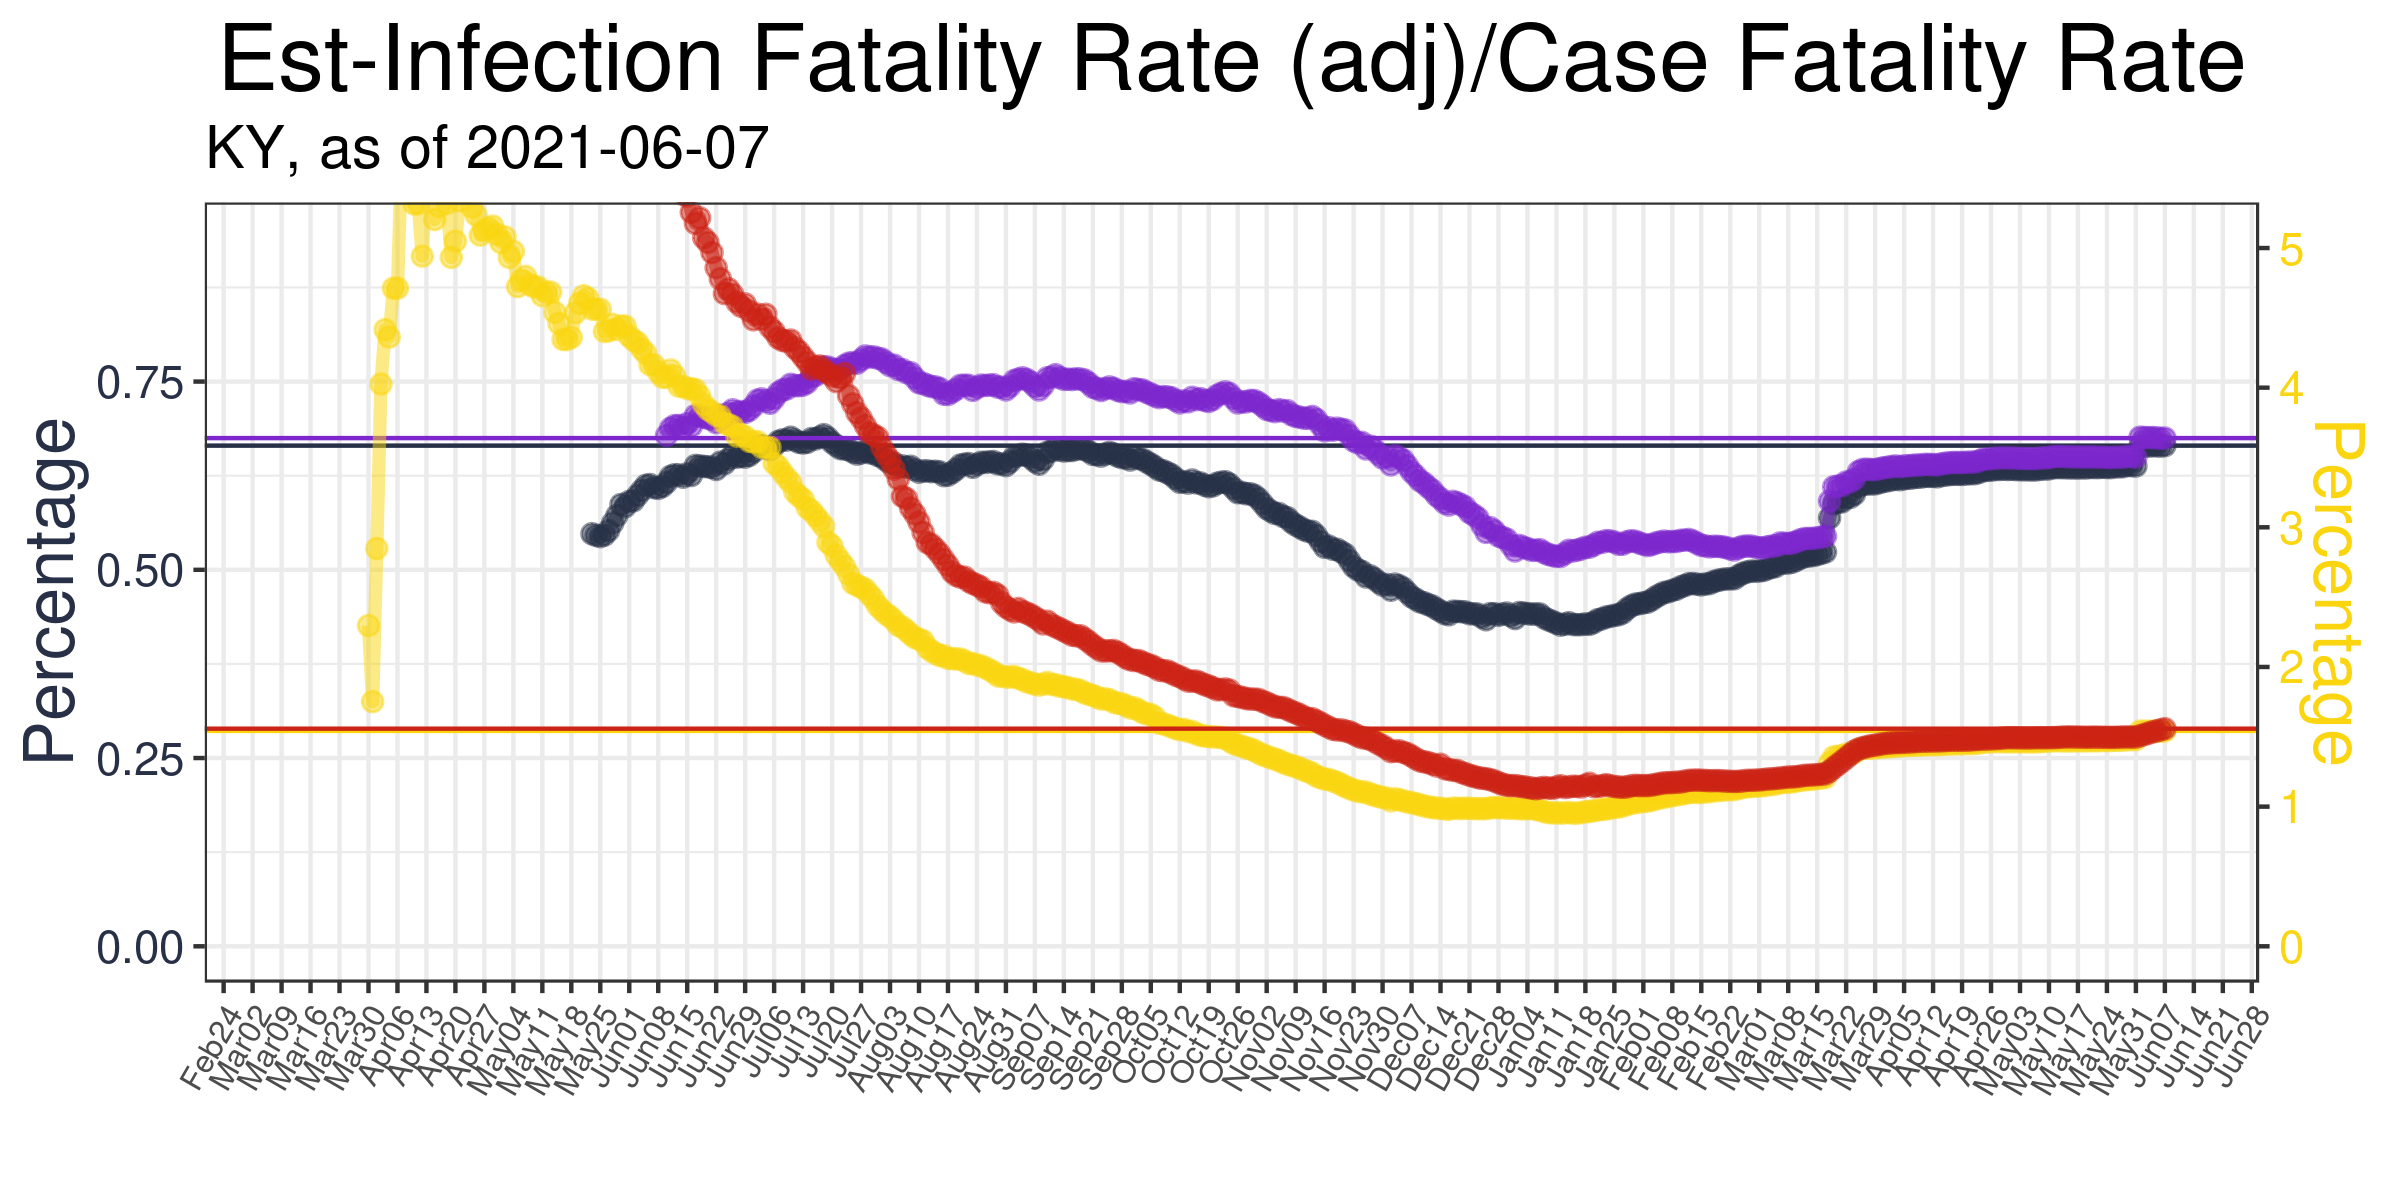 Est-Infection Fatality Rate (adj)/Case Fatality Rate
KY, as of 2021-06-07
Percentage
0.75
0.50
0.25
0.00
5
4
3
2
1
0
Percentage
Feb24
Mar02
Mar09
Mar16
Mar23
Mar30
Apr06
Apr13
Apr20
Apr27
May04
May11
May18
May25
Jun01
Jun08
Jun15
Jun22
Jun29
Jul06
Jul13
Jul20
Jul27
Aug03
Aug10
Aug17
Aug24
Aug31
Sep07
Sep14
Sep21
Sep28
Oct05
Oct12
Oct19
Oct26
Nov02
Nov09
Nov16
Nov23
Nov30
Dec07
Dec14
Dec21
Dec28
Jan04
Jan11
Jan18
Jan25
Feb01
Feb08
Feb15
Feb22
Mar01
Mar08
Mar15
Mar22
Mar29
Apr05
Apr12
Apr19
Apr26
May03
May10
May17
May24
May31
Jun07
Jun14
Jun21
Jun28